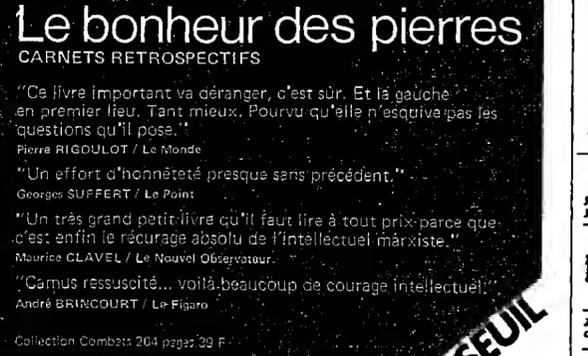 Le bonheur des pierres
CARNETS RETROSPECTIFS
"Ce livre important va déranger, c'est sûr. Et la gauche
en premier lieu. Tant mieux. Pourvu qu'elle n'esquive pas les
questions qu'il pose."
Pierre RIGOULOT / Le Monde
"Un effort d'honnêteté presque sans précédent."
Georges SUFFERT / Le Point
"Un très grand petit livre qu'il faut lire à tout prix parce que
c'est enfin le récurage absolu de l'intellectuel marxiste."
Maurice CLAVEL / Le Nouvel Observateur.
"Camus ressuscité... voilà beaucoup de courage intellectuel."
André BRINCOURT / Le Figaro
Collection Combats 204 pages 39 F
SEUIL